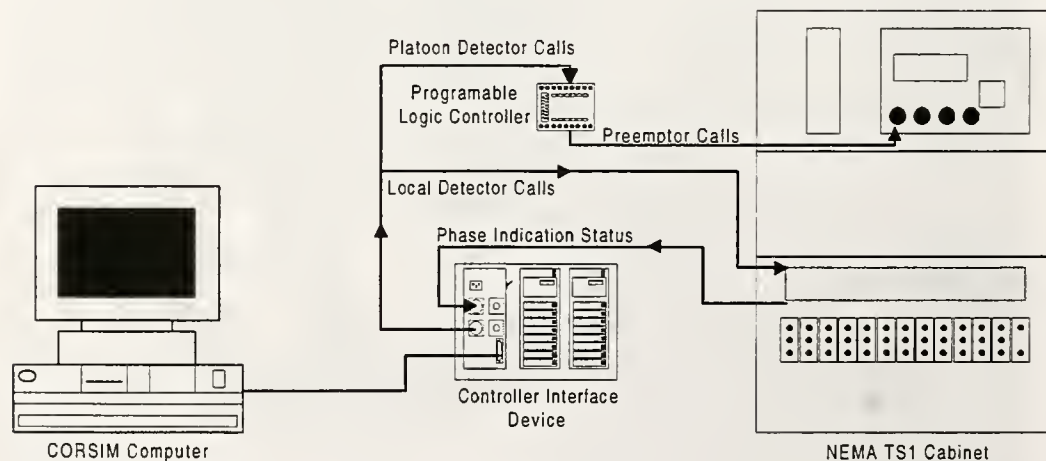 Platoon Detector Calls
Programable
Logic Controller
Preemptor Calls
Local Detector Calls
Phase Indication Status
Controller Interface
Device
CORSIM Computer
NEMA TS1 Cabinet